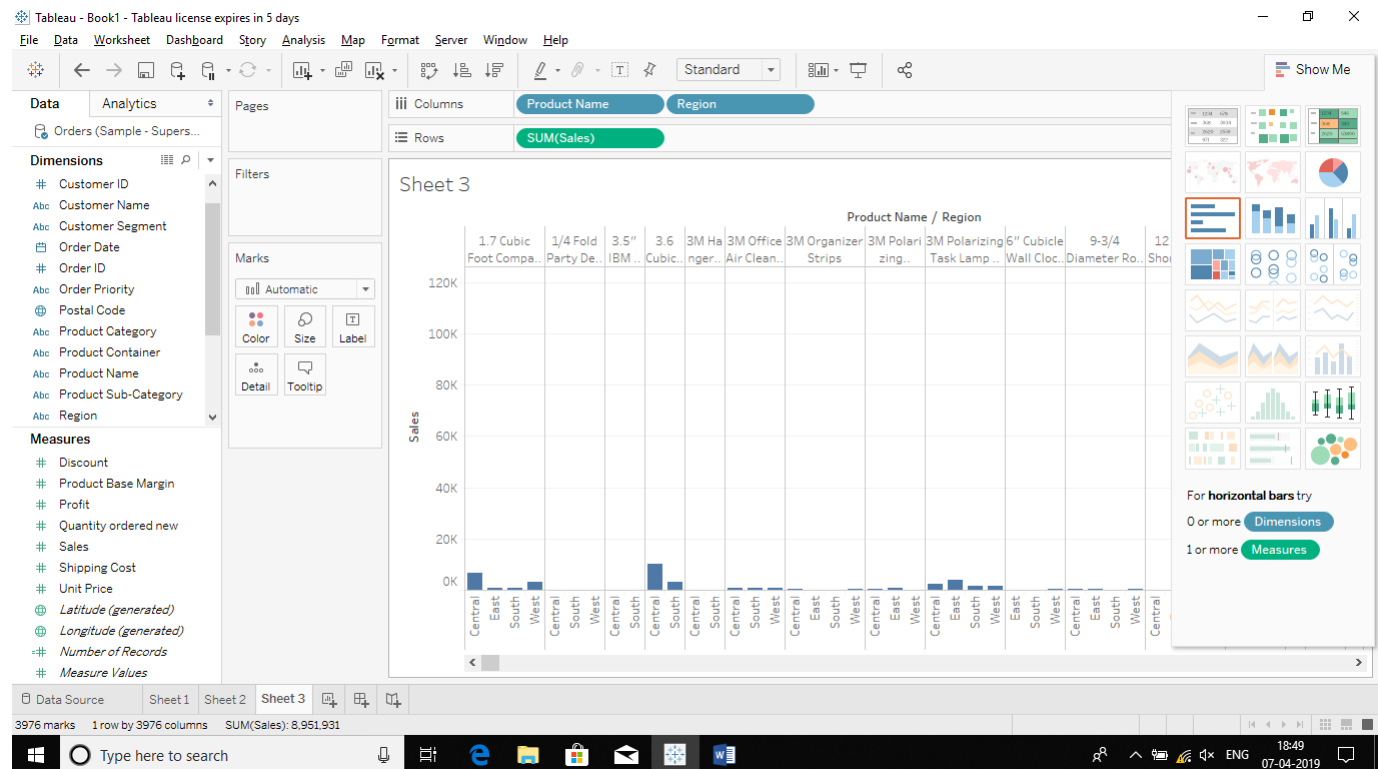 Tableau - Book1 - Tableau license expires in 5 days
File Data Worksheet Dashboard Story Analysis Map Format Server Window Help
Standard
Show Me
Data Analytics
Orders (Sample - Supers...
Dimensions
# Customer ID
Abc Customer Name
Abc Customer Segment
Order Date
# Order ID
Abc Order Priority
Postal Code
Abc Product Category
Abc Product Container
Abc Product Name
Abc Product Sub-Category
Abc Region
Measures
# Discount
# Product Base Margin
# Profit
# Quantity ordered new
# Sales
# Shipping Cost
# Unit Price
Latitude (generated)
Longitude (generated)
=# Number of Records
# Measure Values
Pages
Filters
Marks
Automatic
Color Size Label
Detail Tooltip
Columns Product Name Region
Rows SUM(Sales)
Sheet 3
Product Name / Region
1.7 Cubic 1/4 Fold 3.5" 3.6 3M Ha 3M Office 3M Organizer 3M Polari 3M Polarizing 6" Cubicle 9-3/4 12
Foot Compa.. Party De.. IBM .. Cubic.. nger.. Air Clean.. Strips zing.. Task Lamp .. Wall Cloc.. Diameter Ro.. Sho
120K
100K
80K
60K
40K
20K
0K
Sales
Central East South West Central South West Central South Central South Central South West Central East South West Central East South West Central East South West Central East South West East South West Central East South West Central
For horizontal bars try
0 or more Dimensions
1 or more Measures
Data Source Sheet 1 Sheet 2 Sheet 3
3976 marks 1 row by 3976 columns SUM(Sales): 8,951,931
Type here to search
ENG
18:49
07-04-2019